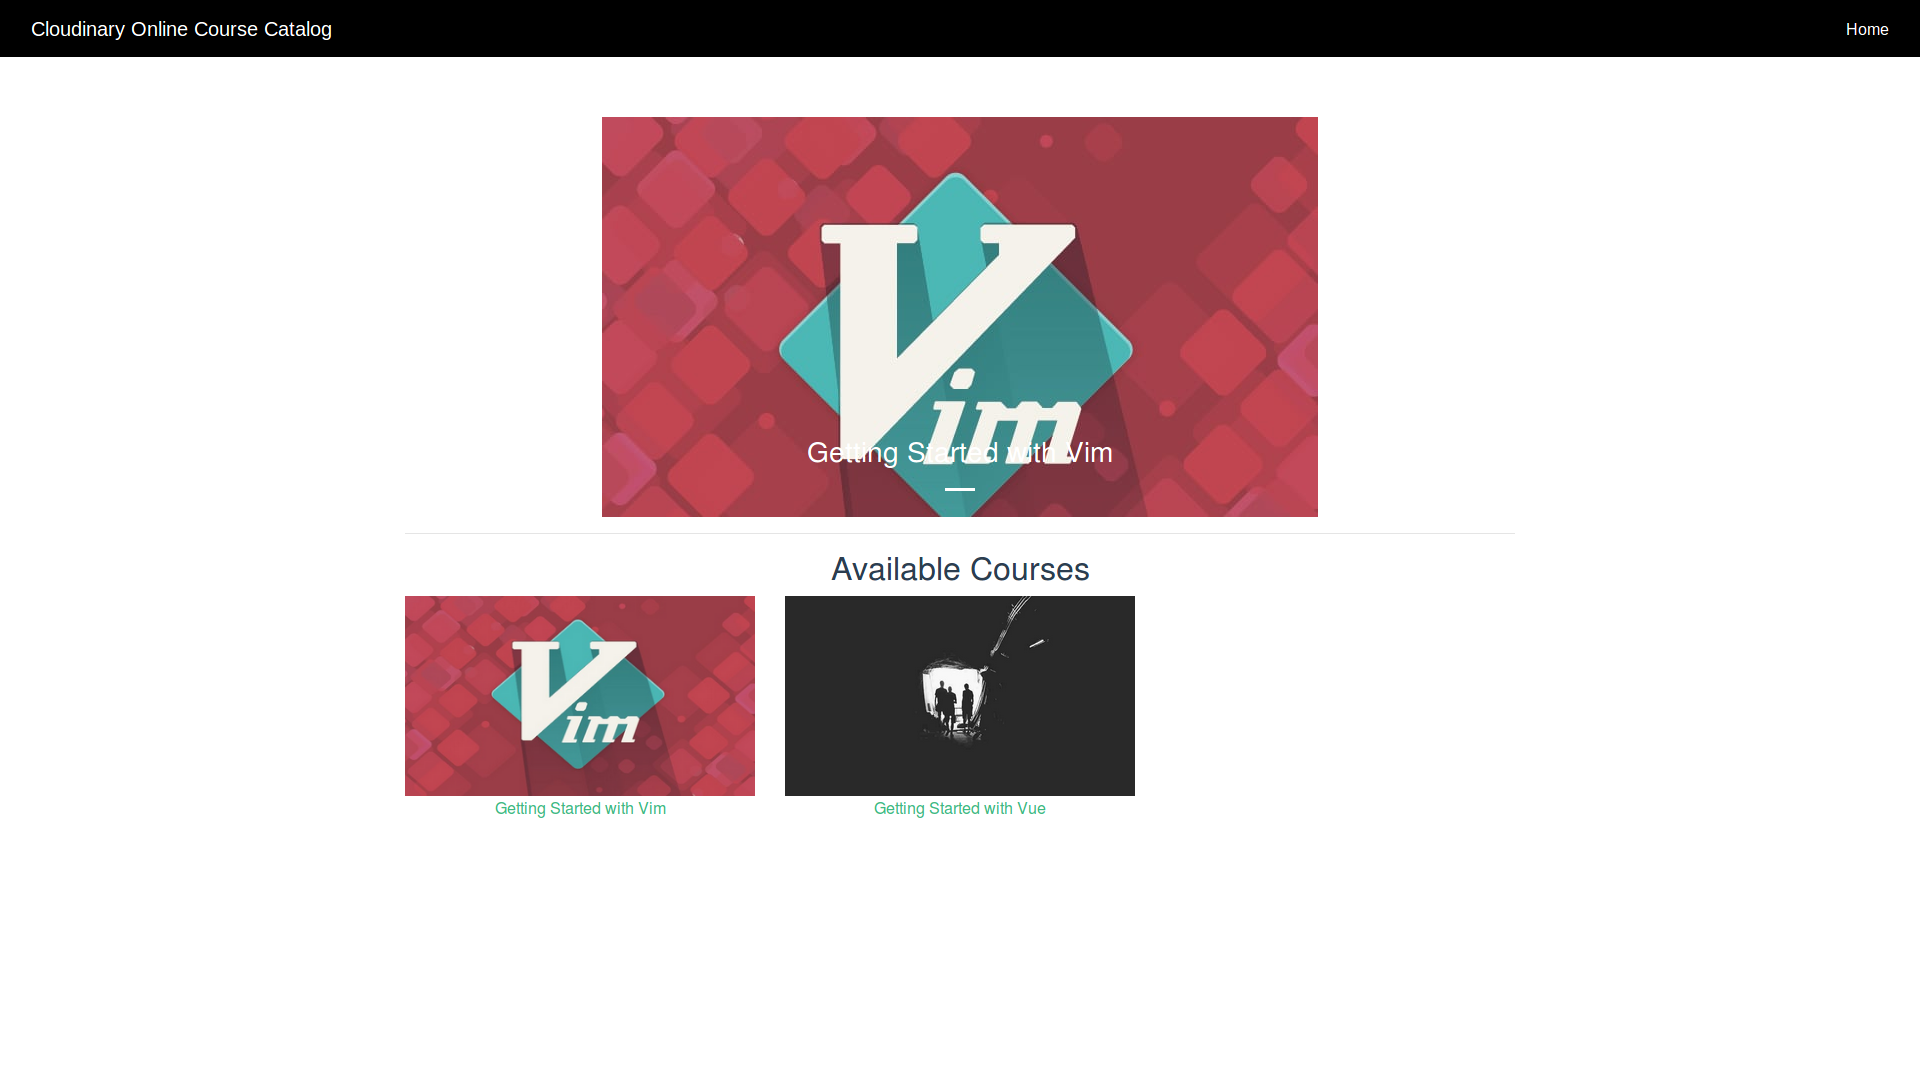 Cloudinary Online Course Catalog
Home
Vim
Getting Started with Vim
Available Courses
Vim
Getting Started with Vim
Getting Started with Vue